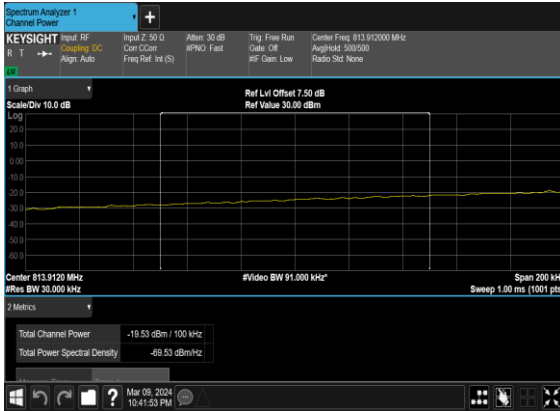 Spectrum Analyzer 1
Channel Power
+
KEYSIGHT Input: RF Input Z: 50 Ω Atten: 30 dB Trig: Free Run Center Freq: 813.912000 MHz
R T Coupling: DC Corr CCorr #PNO: Fast Gate: Off Avg|Hold: 500/500
Align: Auto Freq Ref: Int (S) #IF Gain: Low Radio Std: None
1 Graph
Ref Lvl Offset 7.50 dB
Scale/Div 10.0 dB Ref Value 30.00 dBm
Log
20.0
10.0
0.00
-10.0
-20.0
-30.0
-40.0
-50.0
-60.0
Center 813.9120 MHz #Video BW 91.000 kHz* Span 200 kH
#Res BW 30.000 kHz Sweep 1.00 ms (1001 pts
2 Metrics
Total Channel Power -19.53 dBm / 100 kHz
Total Power Spectral Density -69.53 dBm/Hz
? Mar 09, 2024
10:41:53 PM